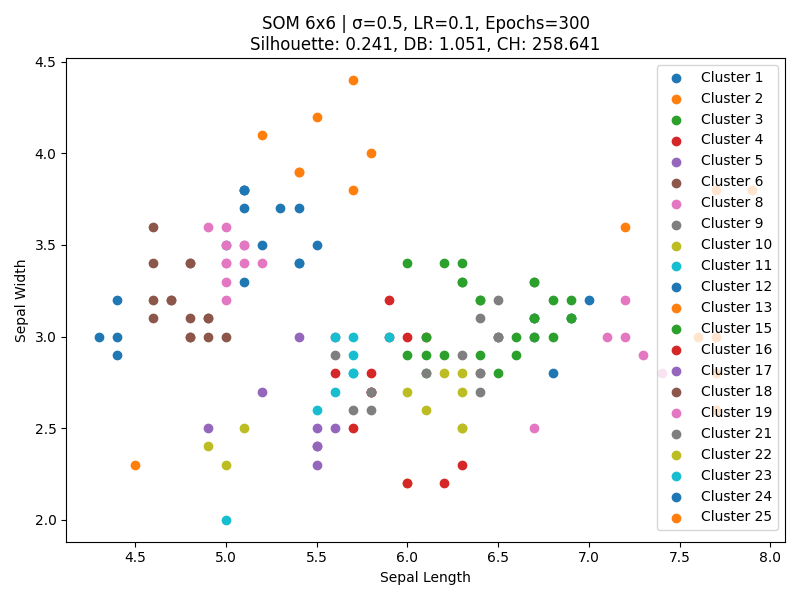 SOM 6x6 | σ=0.5, LR=0.1, Epochs=300
Silhouette: 0.241, DB: 1.051, CH: 258.641
Sepal Width
4.5
4.0
3.5
3.0
2.5
2.0
Cluster 1
Cluster 2
Cluster 3
Cluster 4
Cluster 5
Cluster 6
Cluster 8
Cluster 9
Cluster 10
Cluster 11
Cluster 12
Cluster 13
Cluster 15
Cluster 16
Cluster 17
Cluster 18
Cluster 19
Cluster 21
Cluster 22
Cluster 23
Cluster 24
Cluster 25
4.5 5.0 5.5 6.0 6.5 7.0 7.5 8.0
Sepal Length